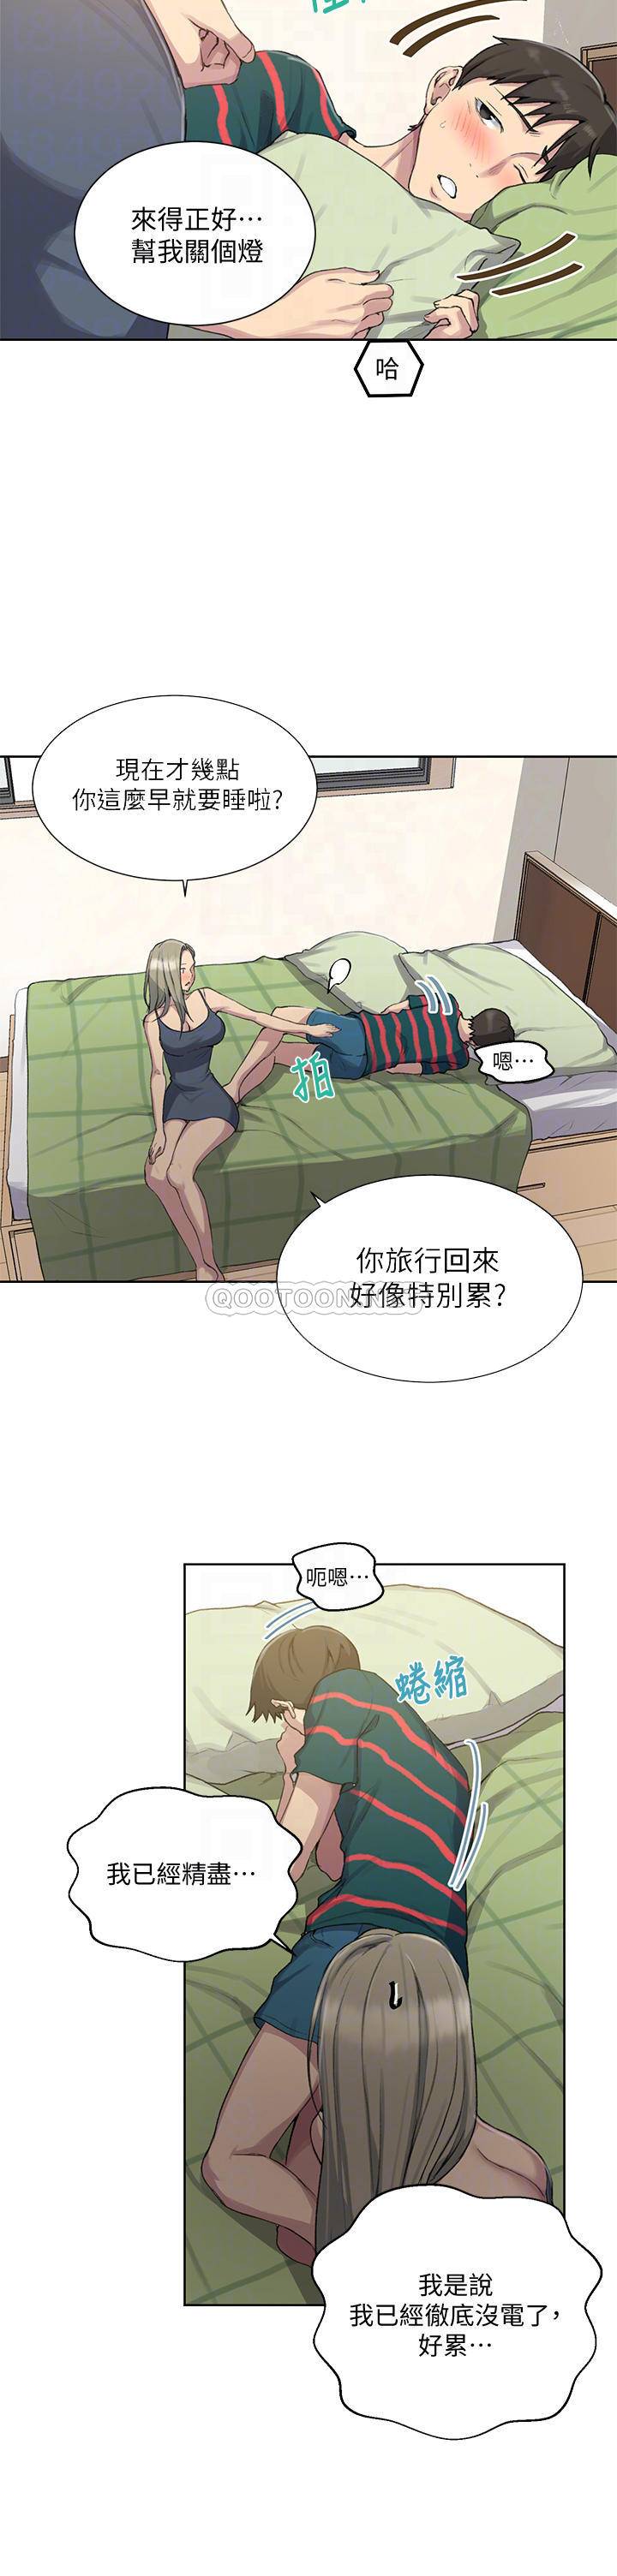 來得正好⋯
幫我關個燈
哈
現在才幾點
你這麼早就要睡啦?
嗯⋯
拍
你旅行回來
好像特別累?
QOOTOON.NET
呃嗯⋯
蜷縮
我已經精盡⋯
我是說
我已經徹底沒電了,
好累⋯